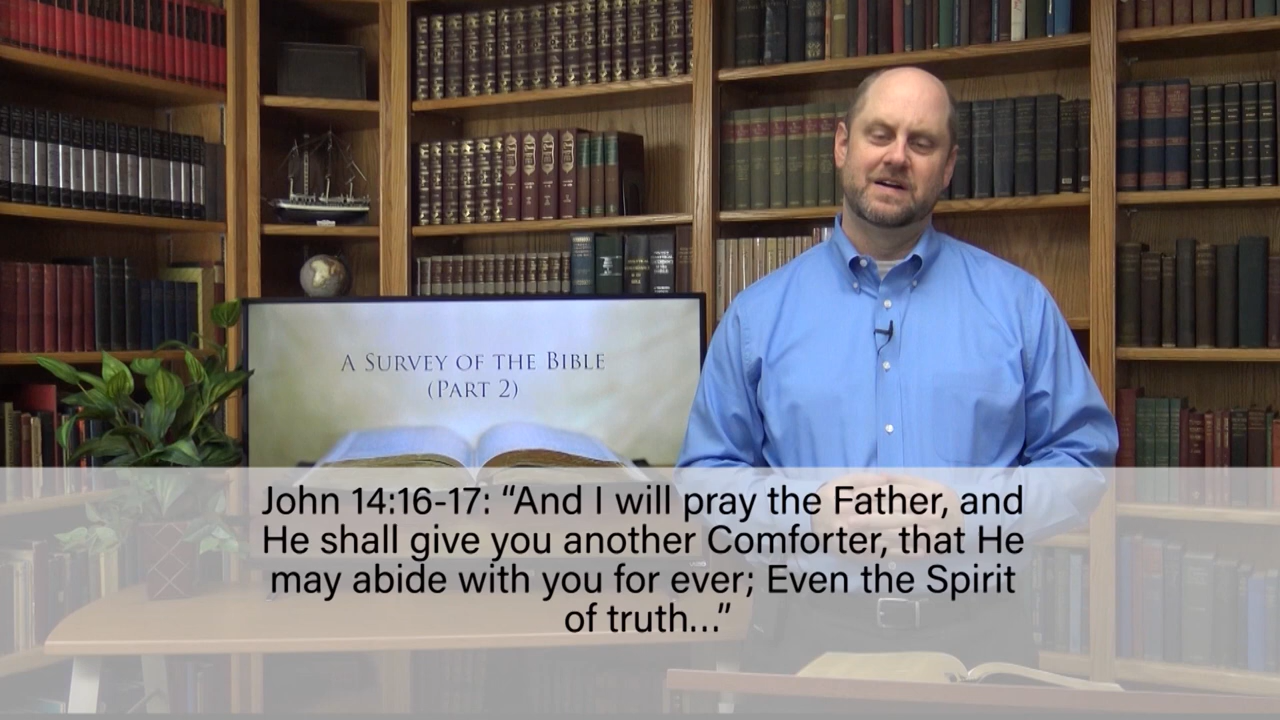 A Survey of the Bible
(Part 2)
John 14:16-17: “And I will pray the Father, and
He shall give you another Comforter, that He
may abide with you for ever; Even the Spirit
of truth...”